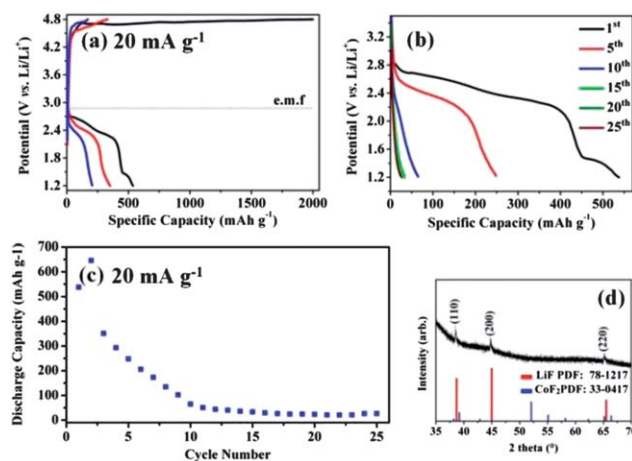 (a) 20 mA g⁻¹
Potential (V vs. Li/Li⁺)
4.8
4.2
3.6
3.0
2.4
1.8
1.2
e.m.f
0 500 1000 1500 2000
Specific Capacity (mAh g⁻¹)
(b)
Potential (V vs. Li/Li⁺)
3.0
2.4
1.8
1.2
1ˢᵗ
5ᵗʰ
10ᵗʰ
15ᵗʰ
20ᵗʰ
25ᵗʰ
0 100 200 300 400 500
Specific Capacity (mAh g⁻¹)
(c) 20 mA g⁻¹
Discharge Capacity (mAh g-1)
700
600
500
400
300
200
100
0
0 5 10 15 20 25
Cycle Number
(d)
Intensity (arb.)
(110)
(200)
(220)
LiF PDF: 78-1217
CoF₂PDF: 33-0417
35 40 45 50 55 60 65 70
2 theta (°)